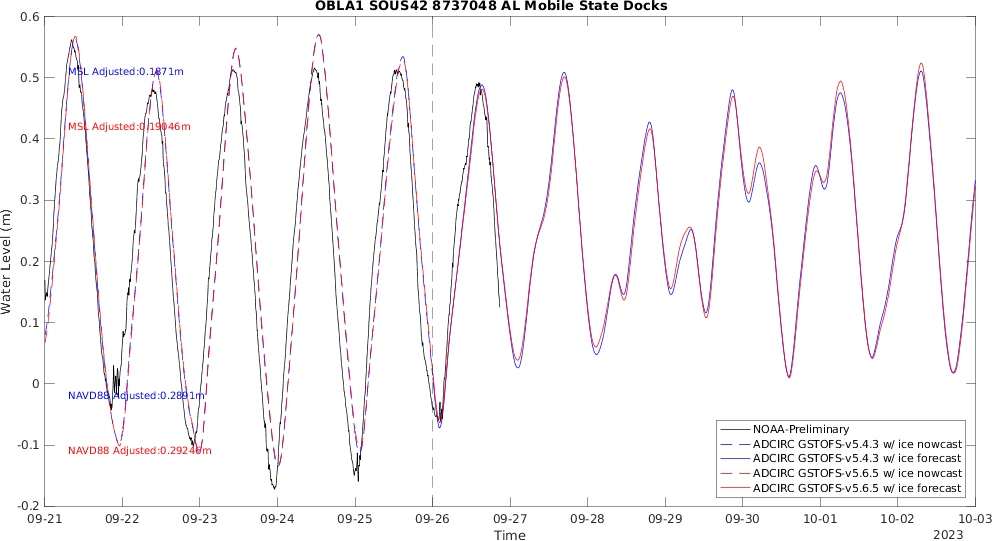 OBLA1 SOUS42 8737048 AL Mobile State Docks
Water Level (m)
0.6
0.5
0.4
0.3
0.2
0.1
0
-0.1
-0.2
MSL Adjusted:0.1871m
MSL Adjusted:0.19046m
NAVD88 Adjusted:0.2891m
NAVD88 Adjusted:0.29246m
NOAA-Preliminary
ADCIRC GSTOFS-v5.4.3 w/ ice nowcast
ADCIRC GSTOFS-v5.4.3 w/ ice forecast
ADCIRC GSTOFS-v5.6.5 w/ ice nowcast
ADCIRC GSTOFS-v5.6.5 w/ ice forecast
09-21 09-22 09-23 09-24 09-25 09-26 09-27 09-28 09-29 09-30 10-01 10-02 10-03
Time
2023